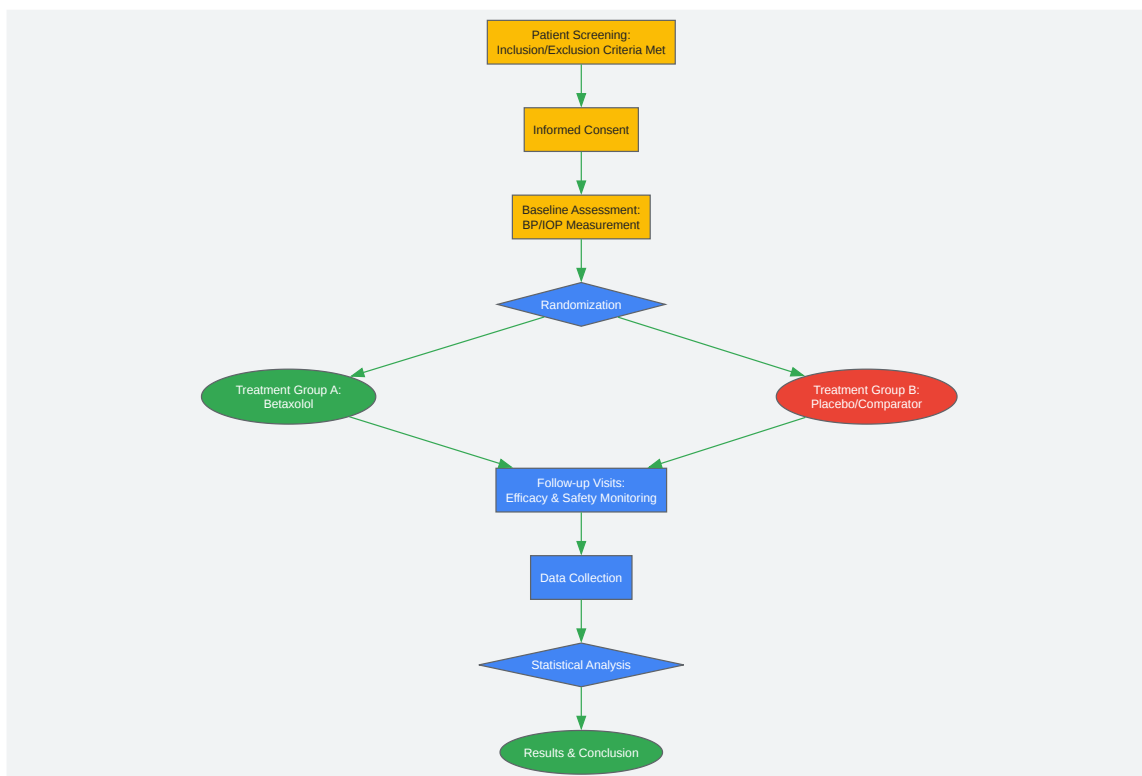 Patient Screening:
Inclusion/Exclusion Criteria Met
Informed Consent
Baseline Assessment:
BP/IOP Measurement
Randomization
Treatment Group A:
Betaxolol
Treatment Group B:
Placebo/Comparator
Follow-up Visits:
Efficacy & Safety Monitoring
Data Collection
Statistical Analysis
Results & Conclusion